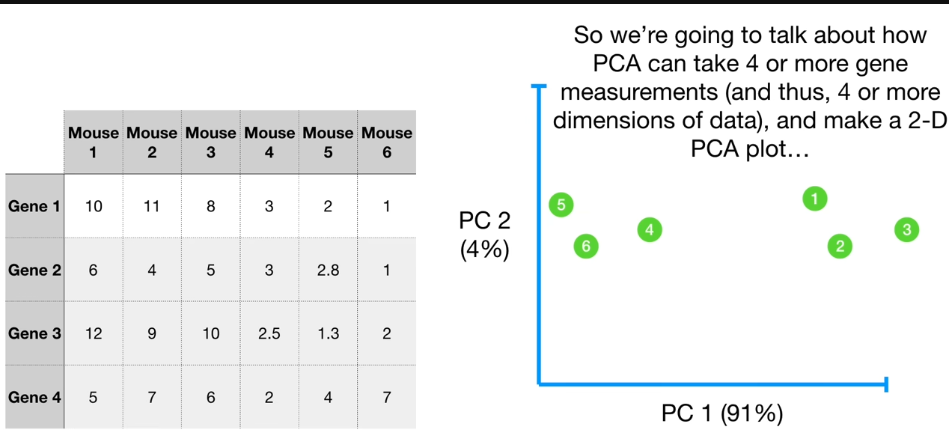 So we're going to talk about how
PCA can take 4 or more gene
measurements (and thus, 4 or more
dimensions of data), and make a 2-D
PCA plot…
Mouse 1 Mouse 2 Mouse 3 Mouse 4 Mouse 5 Mouse 6
Gene 1 10 11 8 3 2 1
Gene 2 6 4 5 3 2.8 1
Gene 3 12 9 10 2.5 1.3 2
Gene 4 5 7 6 2 4 7
PC 2
(4%)
5
6
4
1
2
3
PC 1 (91%)